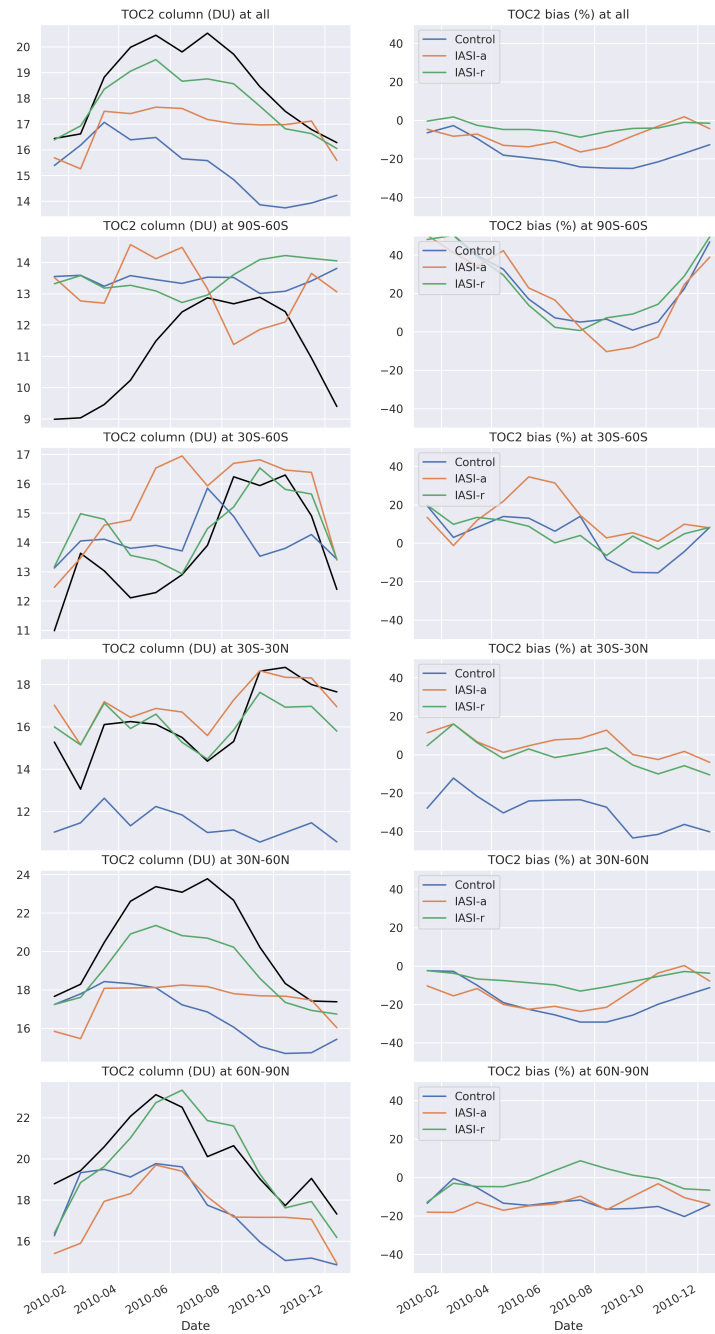 TOC2 column (DU) at all
20
19
18
17
16
15
14
TOC2 bias (%) at all
40
20
0
−20
−40
Control
IASI-a
IASI-r
TOC2 column (DU) at 90S-60S
14
13
12
11
10
9
TOC2 bias (%) at 90S-60S
40
20
0
−20
−40
Control
IASI-a
IASI-r
TOC2 column (DU) at 30S-60S
17
16
15
14
13
12
11
TOC2 bias (%) at 30S-60S
40
20
0
−20
−40
Control
IASI-a
IASI-r
TOC2 column (DU) at 30S-30N
18
16
14
12
TOC2 bias (%) at 30S-30N
40
20
0
−20
−40
Control
IASI-a
IASI-r
TOC2 column (DU) at 30N-60N
24
22
20
18
16
TOC2 bias (%) at 30N-60N
40
20
0
−20
−40
Control
IASI-a
IASI-r
TOC2 column (DU) at 60N-90N
22
20
18
16
2010-02
2010-04
2010-06
2010-08
2010-10
2010-12
Date
TOC2 bias (%) at 60N-90N
40
20
0
−20
−40
Control
IASI-a
IASI-r
2010-02
2010-04
2010-06
2010-08
2010-10
2010-12
Date